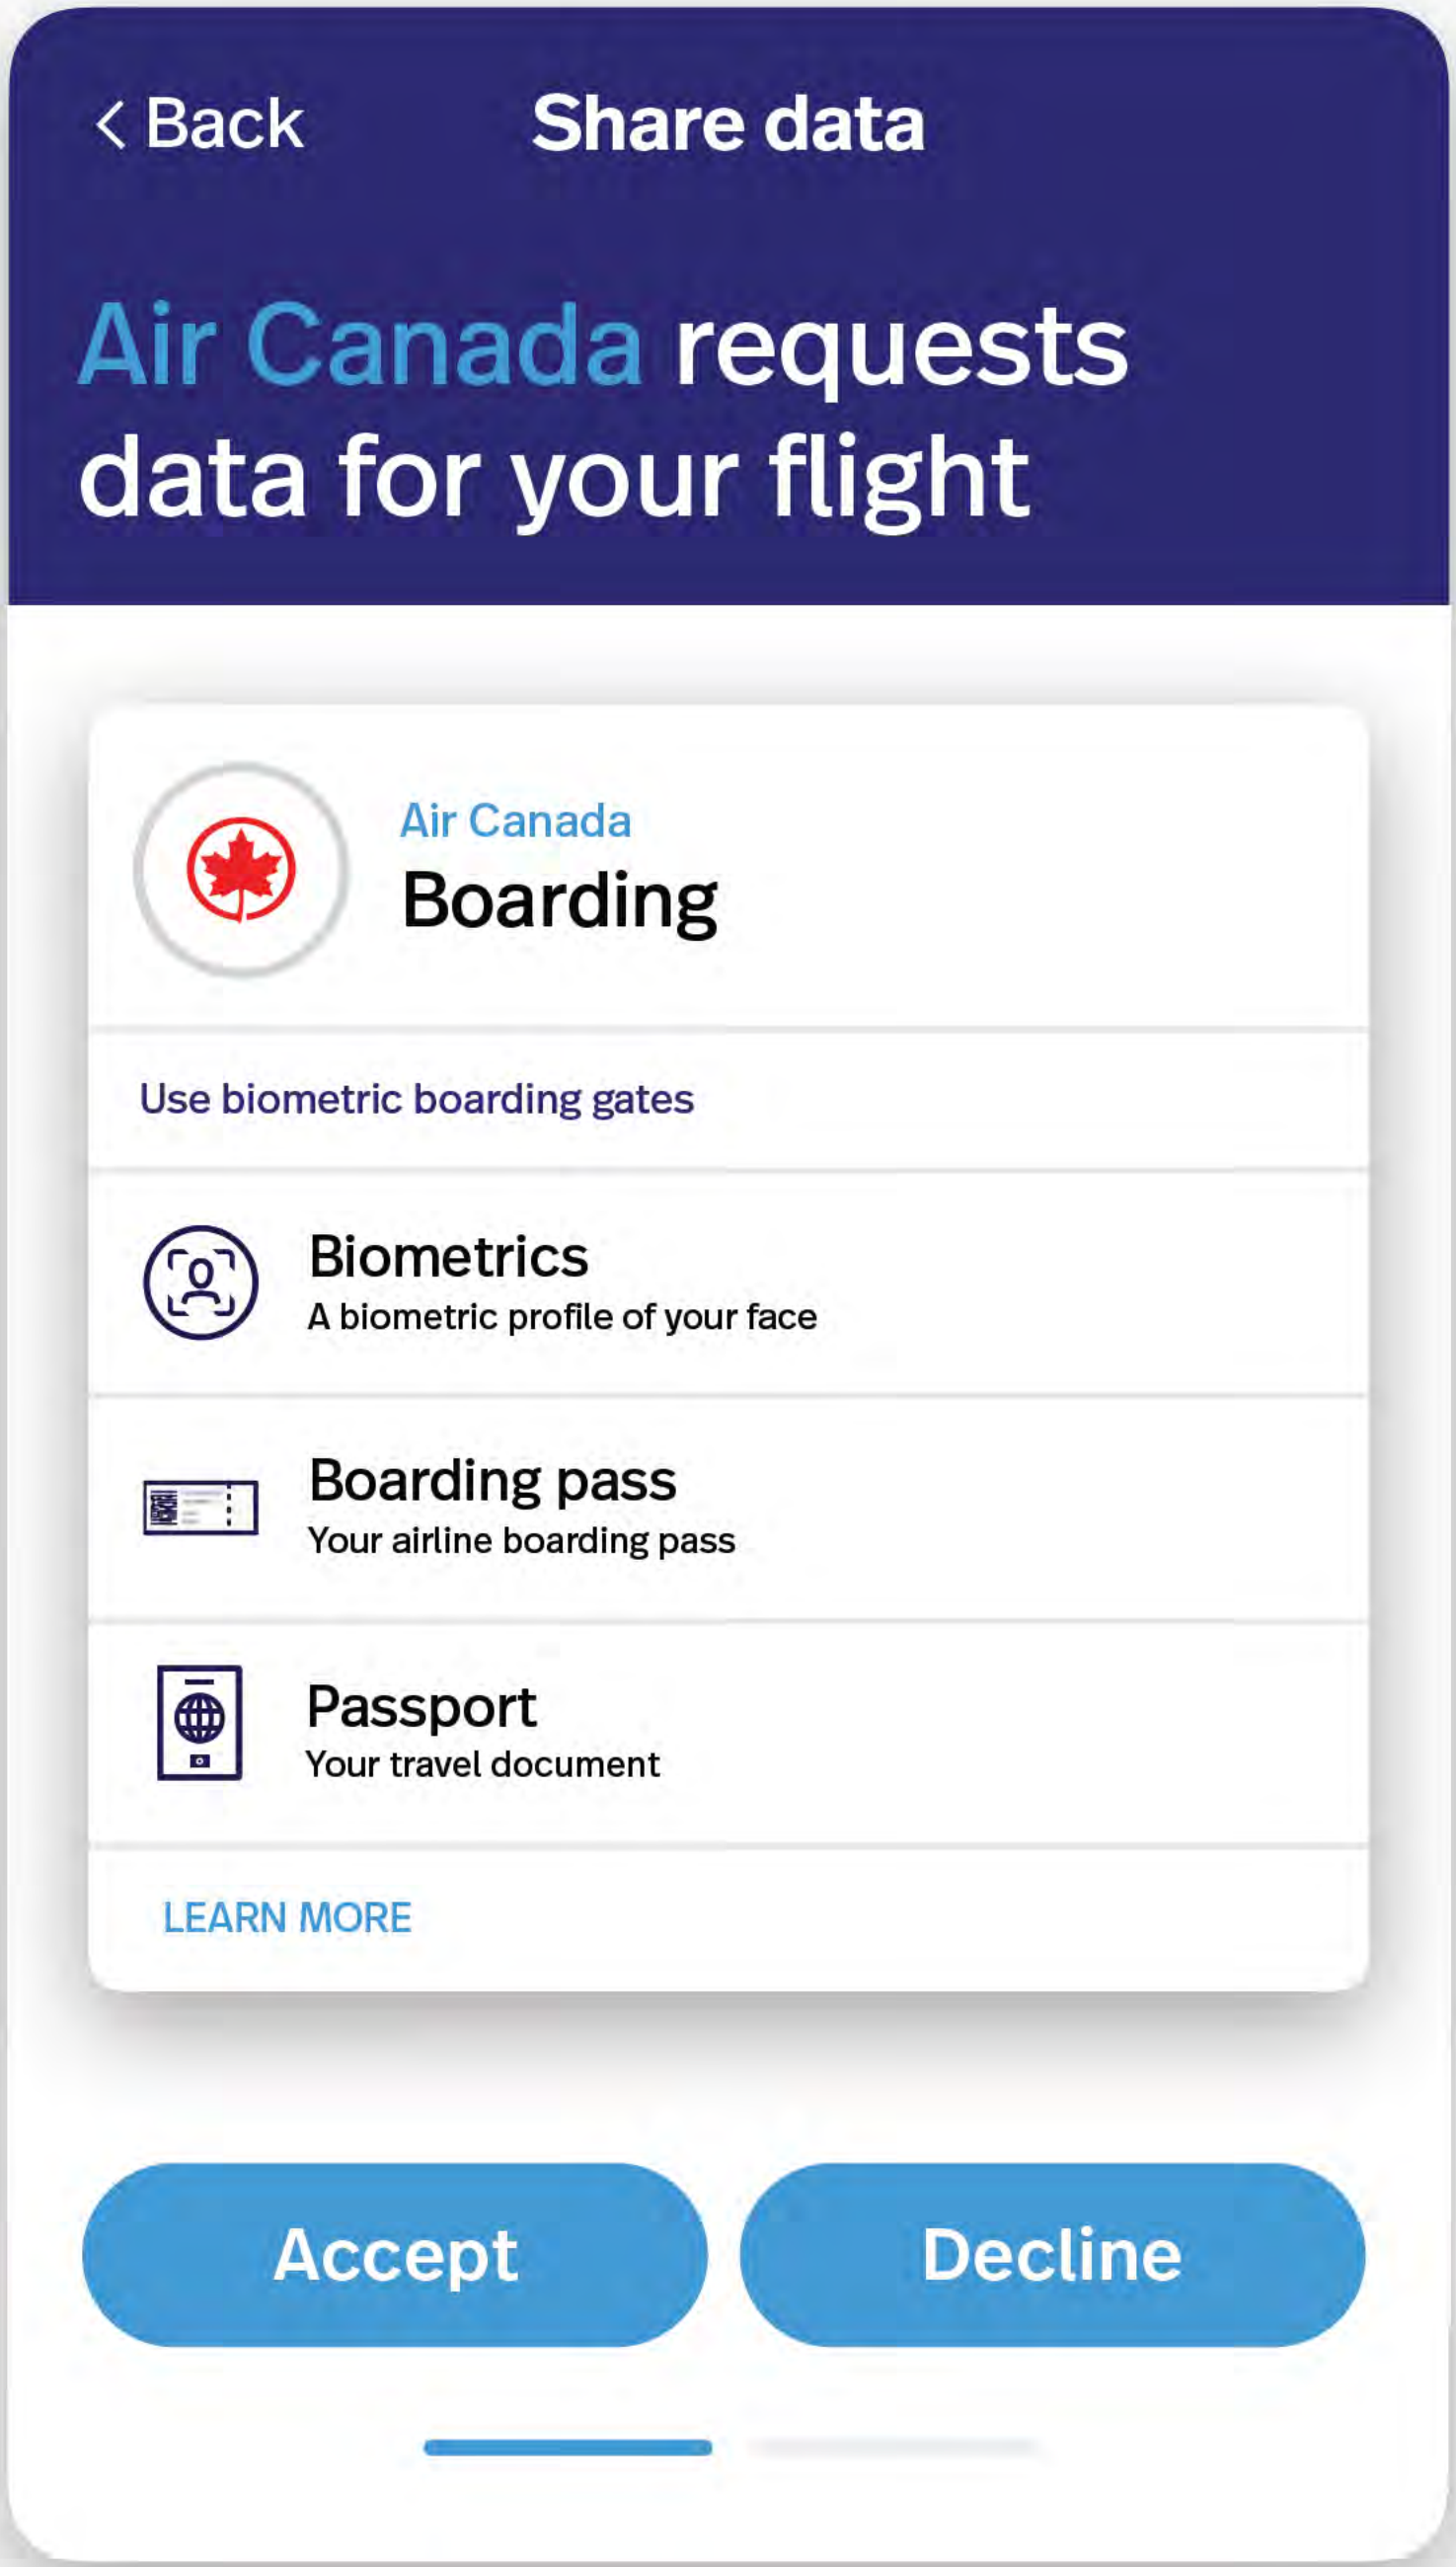 Back
Share data
Air Canada requests
data for your flight
Air Canada
Boarding
Use biometric boarding gates
Biometrics
A biometric profile of your face
Boarding pass
Your airline boarding pass
Passport
Your travel document
LEARN MORE
Accept
Decline